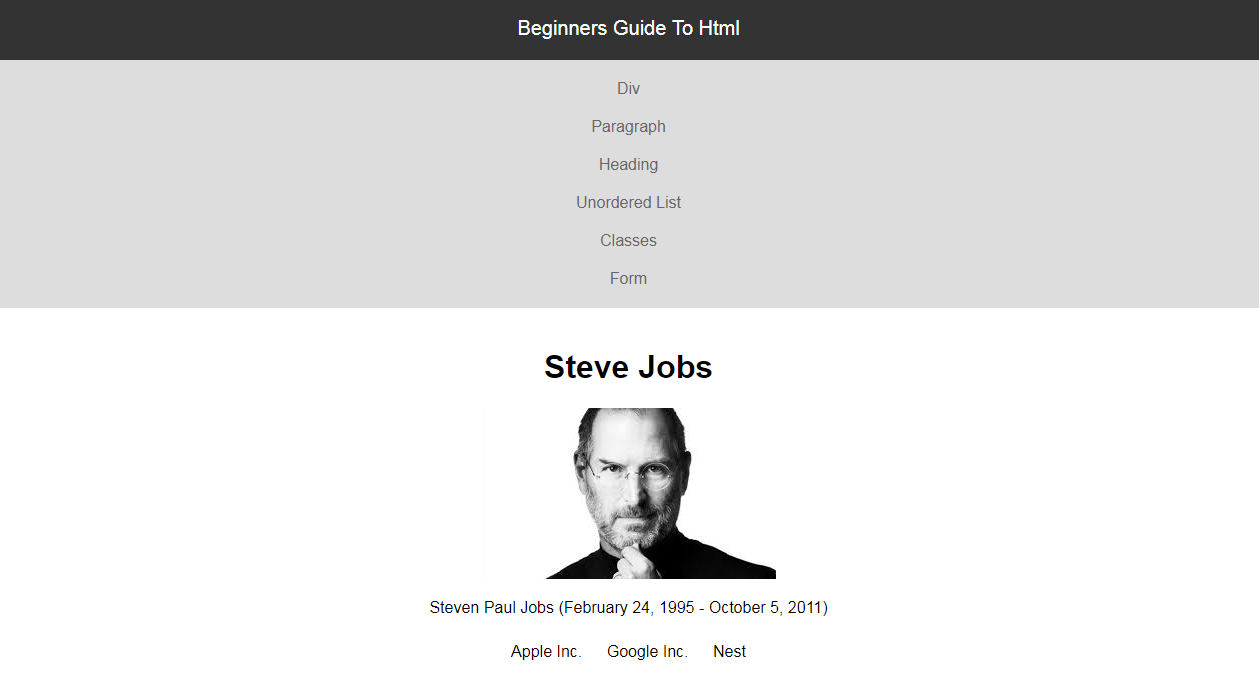 Beginners Guide To Html
Div
Paragraph
Heading
Unordered List
Classes
Form
Steve Jobs
Steven Paul Jobs (February 24, 1995 - October 5, 2011)
Apple Inc. Google Inc. Nest